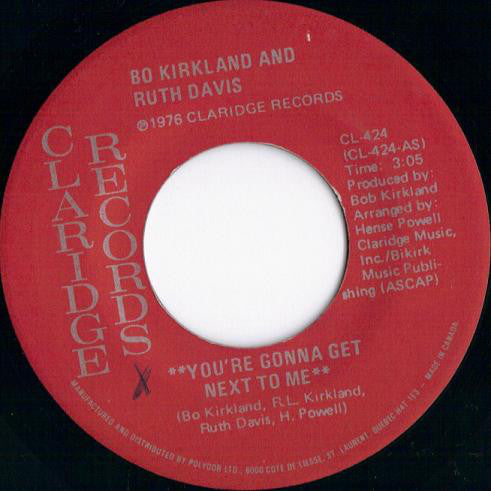 BO KIRKLAND AND
RUTH DAVIS
℗1976 CLARIDGE RECORDS
CLARIDGE
RECORDS
CL-424
(CL-424-AS)
Time: 3:05
Produced by:
Bob Kirkland
Arranged by:
Hense Powell
Claridge Music,
Inc./Bikirk
Music Publi-
shing (ASCAP)
**YOU'RE GONNA GET
NEXT TO ME**
(Bo Kirkland, R.L. Kirkland,
Ruth Davis, H. Powell)
X
MANUFACTURED AND DISTRIBUTED BY POLYDOR LTD., 6000 COTE DE LIESSE, ST. LAURENT, QUEBEC H4T 1E3 - MADE IN CANADA.